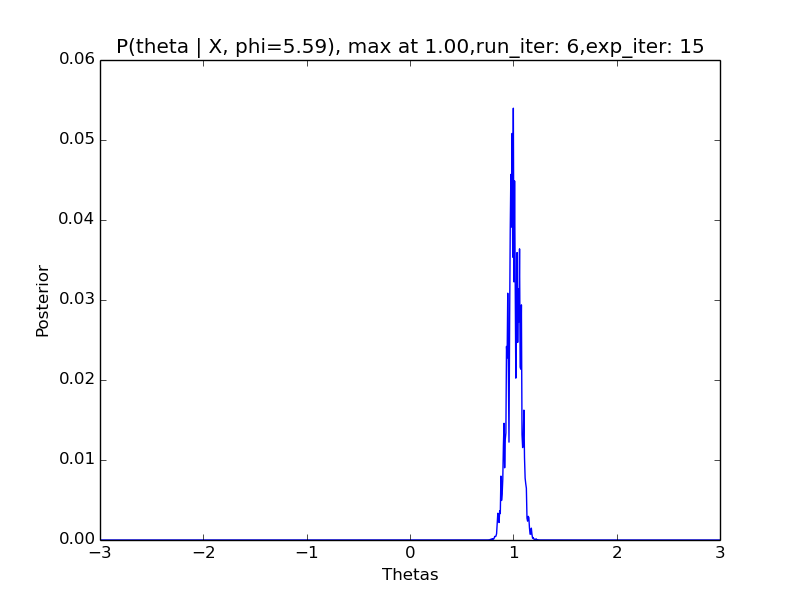 P(theta | X, phi=5.59), max at 1.00,run_iter: 6,exp_iter: 15
0.06
0.05
0.04
0.03
0.02
0.01
0.00
Posterior
−3 −2 −1 0 1 2 3
Thetas